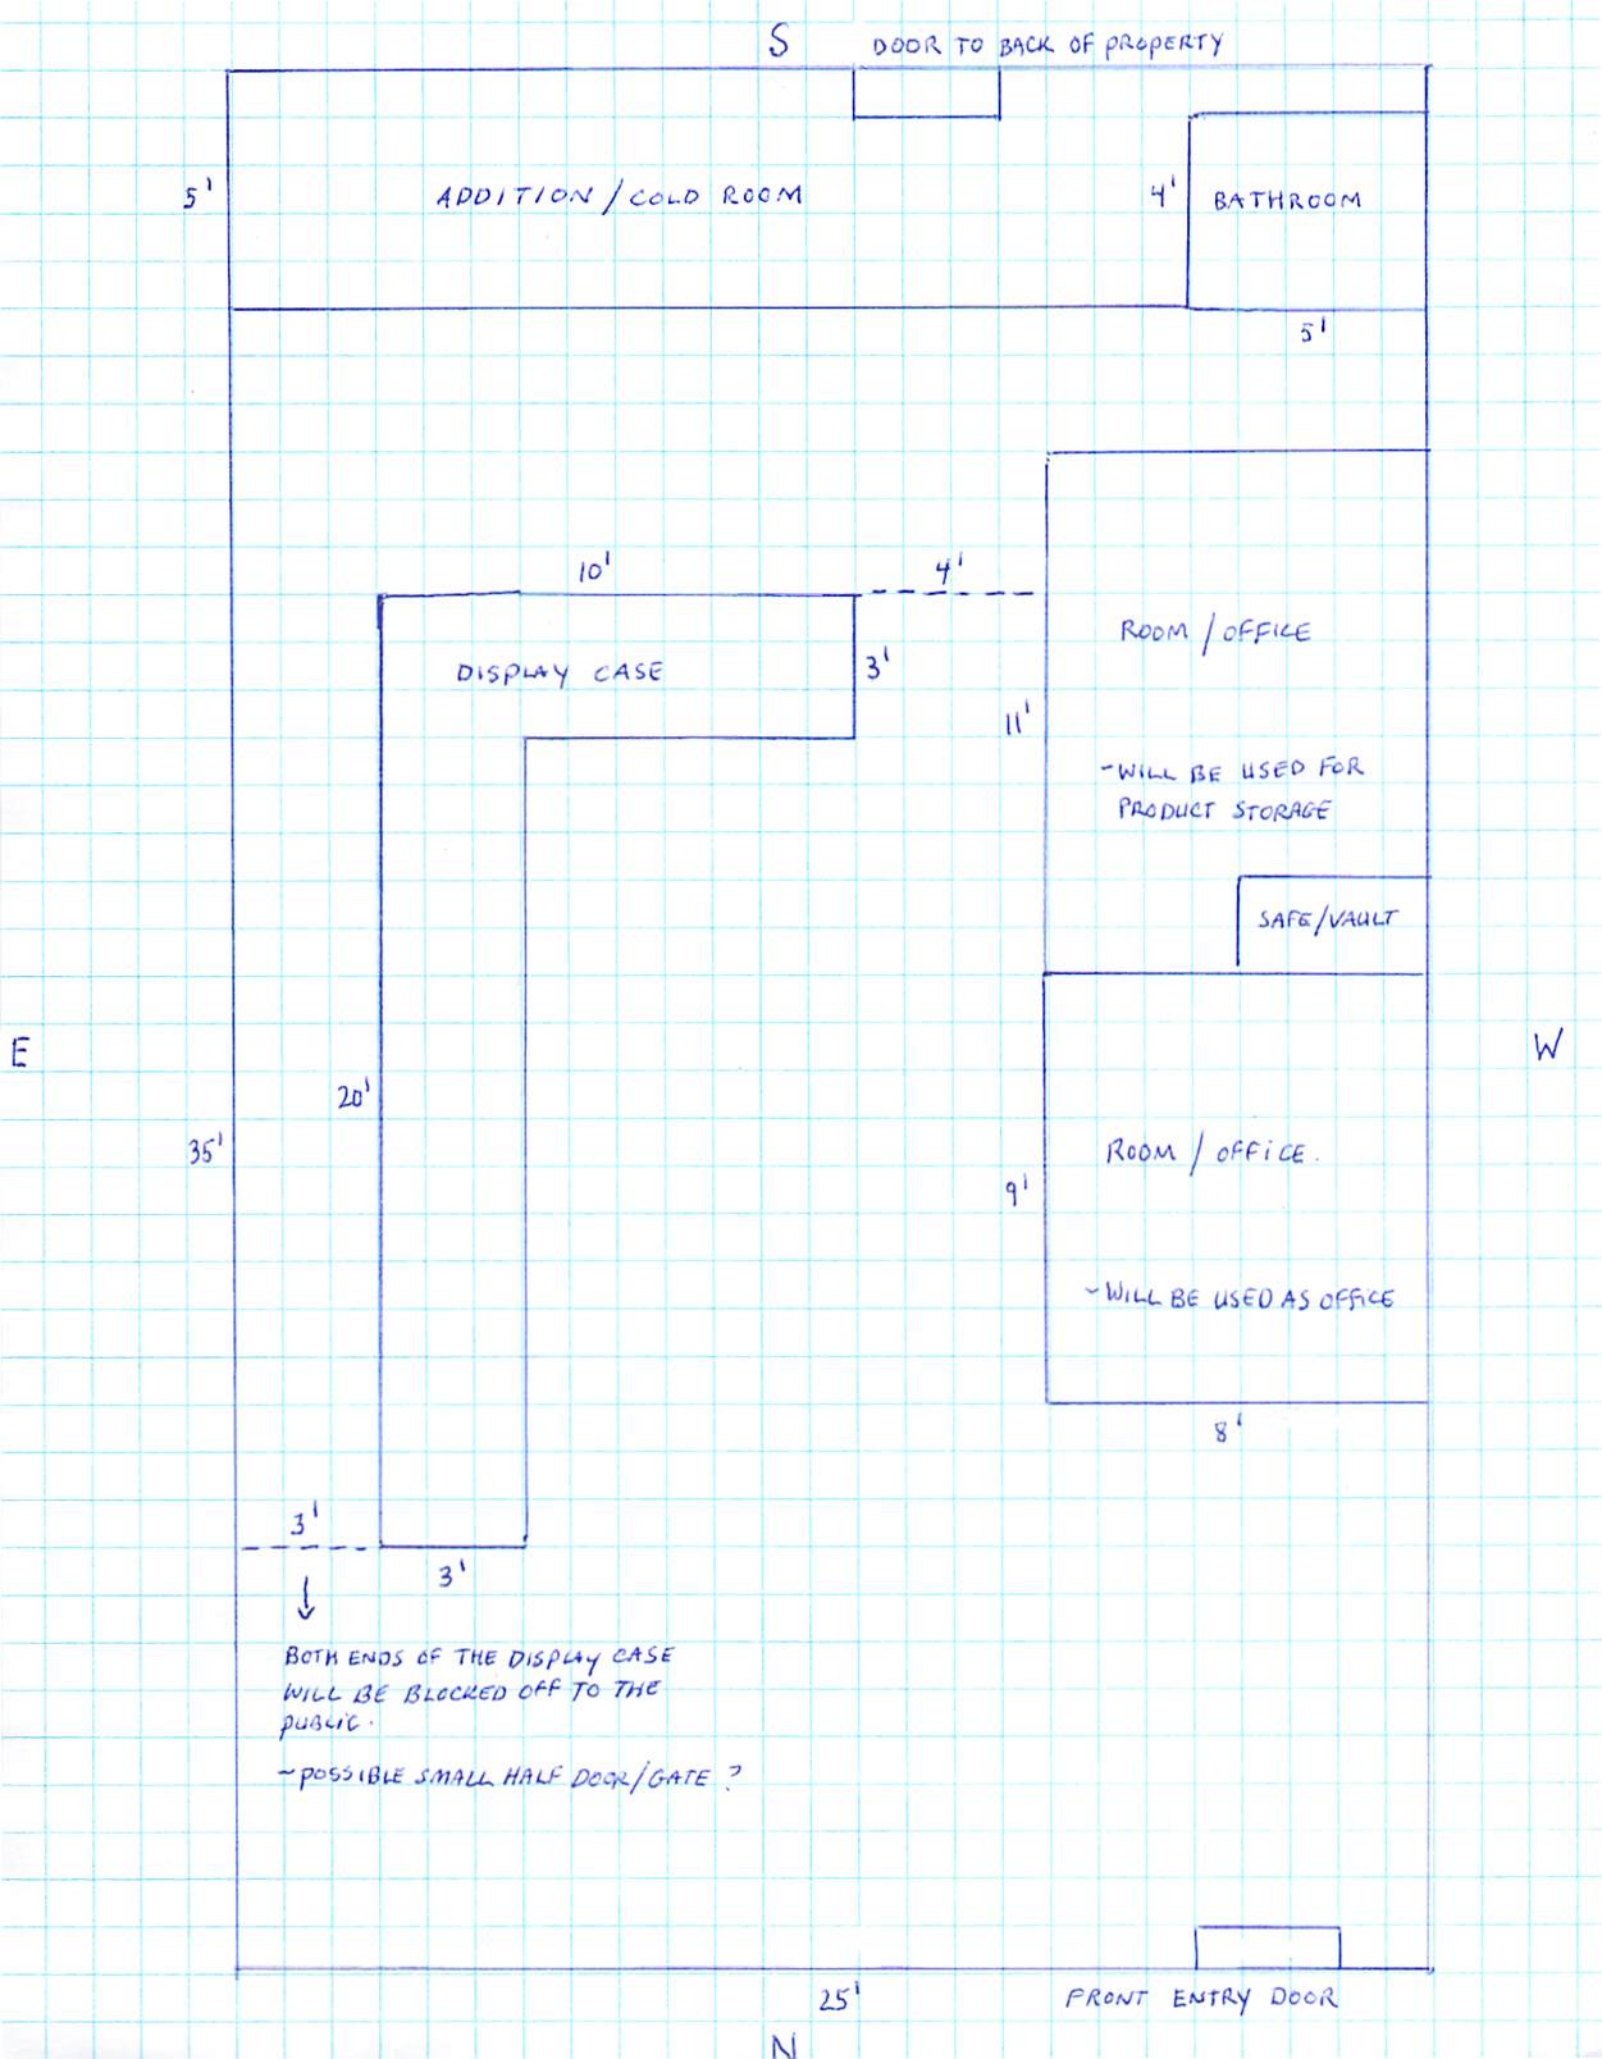 S
DOOR TO BACK OF PROPERTY
5'
ADDITION/COLD ROOM
4'
BATHROOM
5'
10'
4'
DISPLAY CASE
3'
ROOM / OFFICE
11'
-WILL BE USED FOR
PRODUCT STORAGE
SAFE/VAULT
E
W
20'
35'
ROOM / OFFICE.
9'
-WILL BE USED AS OFFICE
8'
3'
3'
BOTH ENDS OF THE DISPLAY CASE
WILL BE BLOCKED OFF TO THE
PUBLIC.
-POSSIBLE SMALL HALF DOOR/GATE ?
25'
FRONT ENTRY DOOR
N